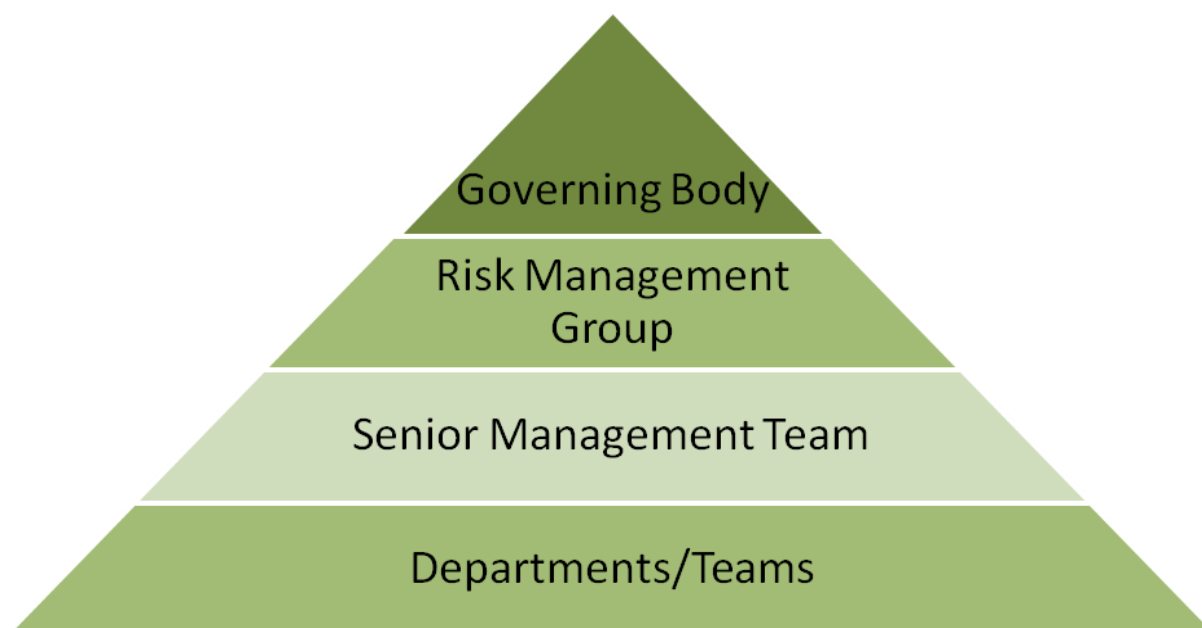 Governing Body
Risk Management
Group
Senior Management Team
Departments/Teams